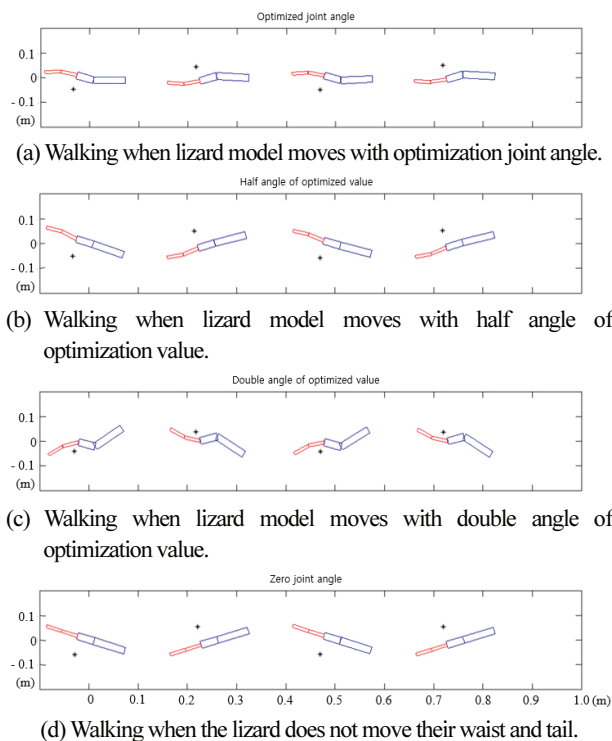 Optimized joint angle
0.1
0
- 0.1
(m)
(a) Walking when lizard model moves with optimization joint angle.
Half angle of optimized value
0.1
0
- 0.1
(m)
(b) Walking when lizard model moves with half angle of
optimization value.
Double angle of optimized value
0.1
0
- 0.1
(m)
(c) Walking when lizard model moves with double angle of
optimization value.
Zero joint angle
0.1
0
- 0.1
(m)
0 0.1 0.2 0.3 0.4 0.5 0.6 0.7 0.8 0.9 1.0 (m)
(d) Walking when the lizard does not move their waist and tail.